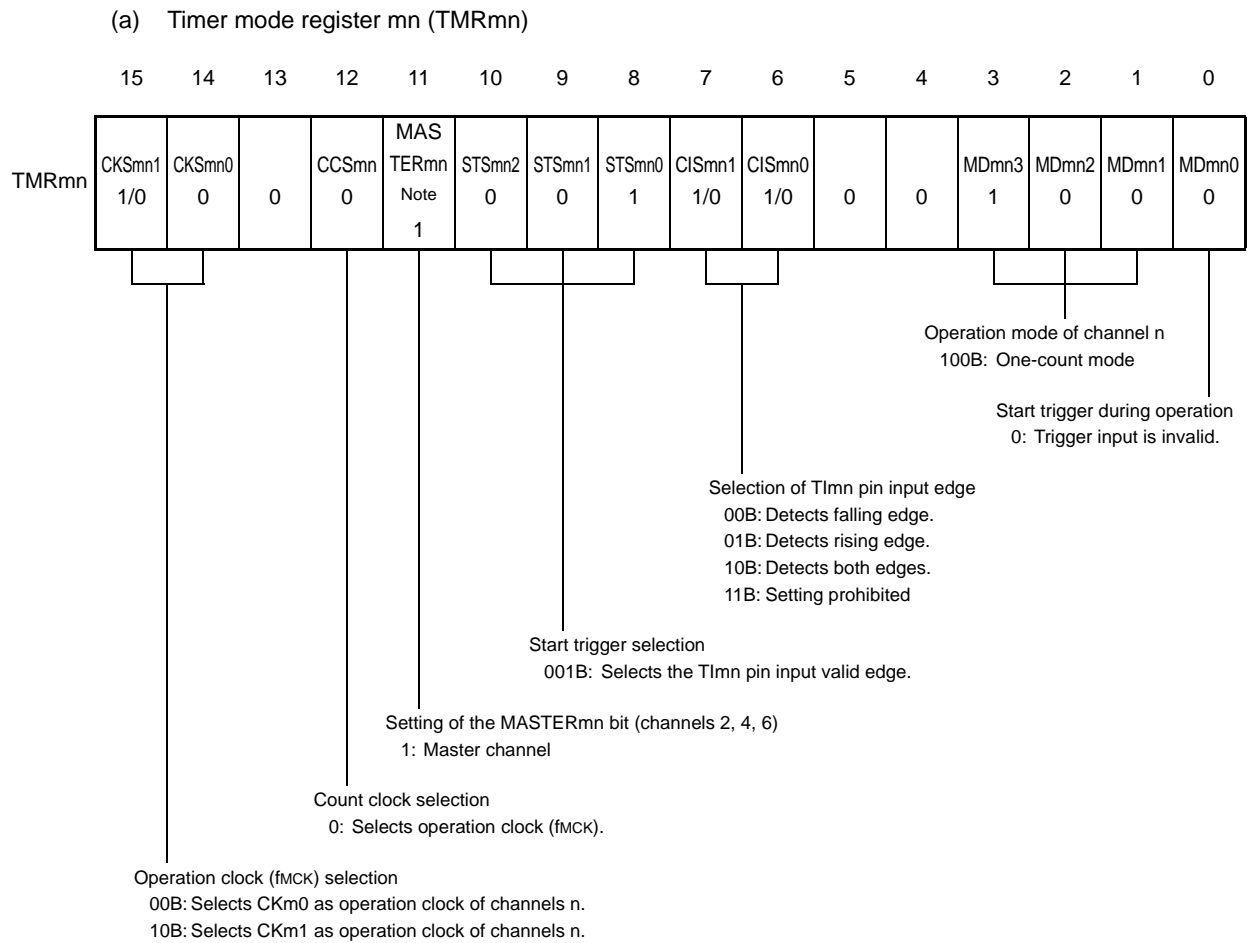 (a) Timer mode register mn (TMRmn)
15 14 13 12 11 10 9 8 7 6 5 4 3 2 1 0
TMRmn CKSmn1 CKSmn0 CCSmn MAS TERmn Note STSmn2 STSmn1 STSmn0 CISmn1 CISmn0 MDmn3 MDmn2 MDmn1 MDmn0
1/0 0 0 0 1 0 0 1 1/0 1/0 0 0 1 0 0 0
Operation mode of channel n
100B: One-count mode
Start trigger during operation
0: Trigger input is invalid.
Selection of TImn pin input edge
00B: Detects falling edge.
01B: Detects rising edge.
10B: Detects both edges.
11B: Setting prohibited
Start trigger selection
001B: Selects the TImn pin input valid edge.
Setting of the MASTERmn bit (channels 2, 4, 6)
1: Master channel
Count clock selection
0: Selects operation clock (fMCK).
Operation clock (fMCK) selection
00B: Selects CKm0 as operation clock of channels n.
10B: Selects CKm1 as operation clock of channels n.